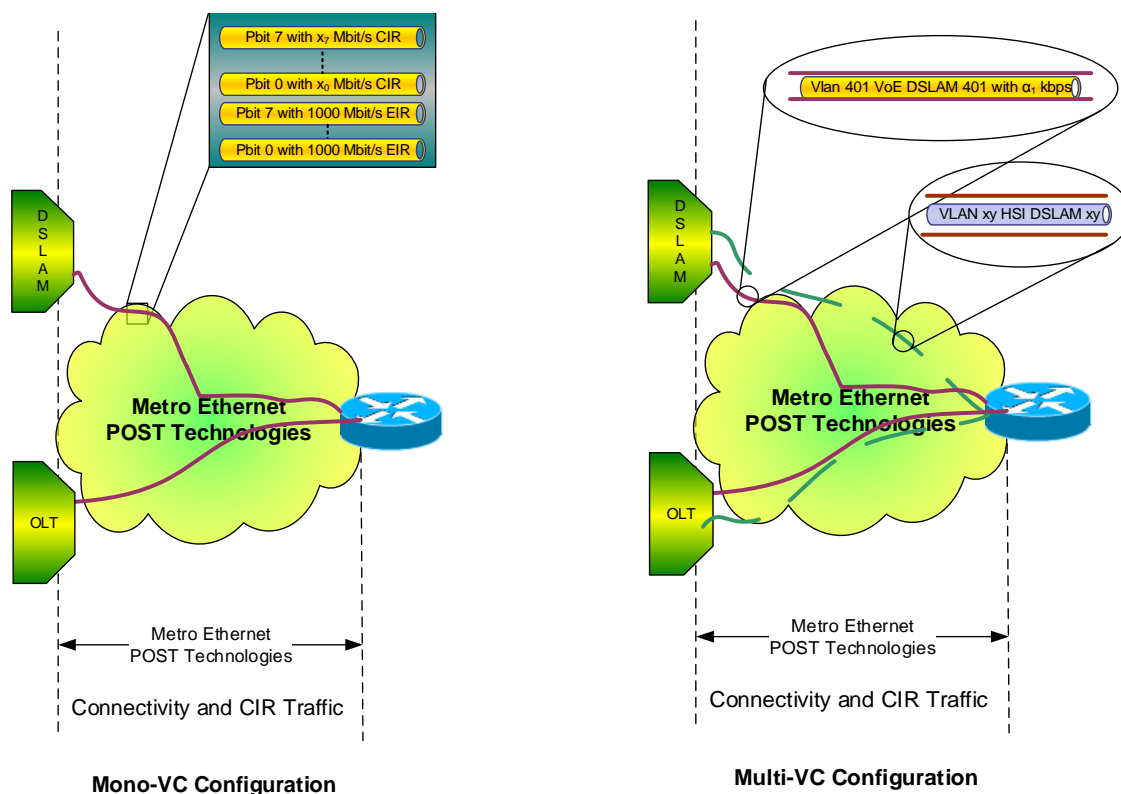 Pbit 7 with x₇ Mbit/s CIR
Pbit 0 with x₀ Mbit/s CIR
Pbit 7 with 1000 Mbit/s EIR
Pbit 0 with 1000 Mbit/s EIR
DSLAM
Metro Ethernet
POST Technologies
OLT
Metro Ethernet
POST Technologies
Connectivity and CIR Traffic
Mono-VC Configuration
Vlan 401 VoE DSLAM 401 with α₁ kbps
VLAN xy HSI DSLAM xy
DSLAM
Metro Ethernet
POST Technologies
OLT
Metro Ethernet
POST Technologies
Connectivity and CIR Traffic
Multi-VC Configuration